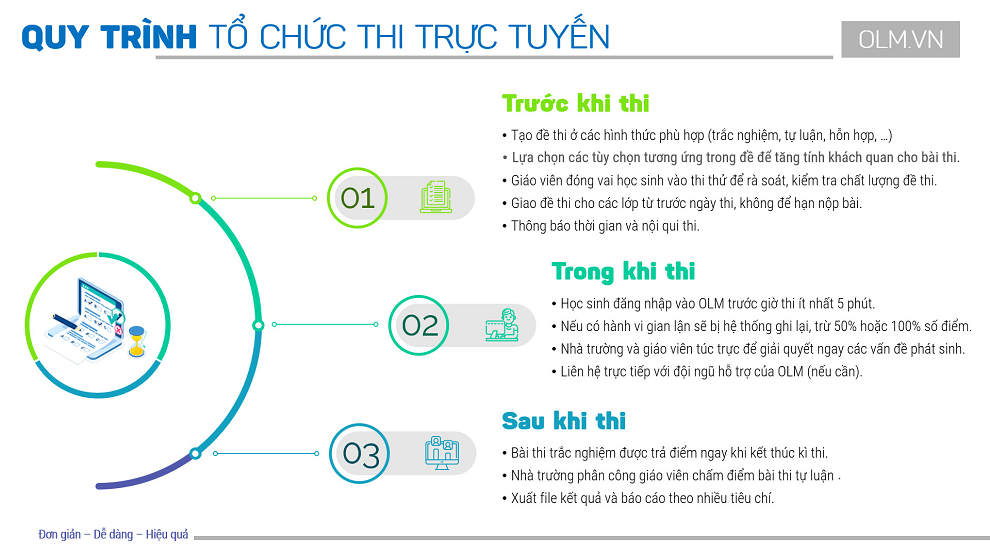 QUY TRÌNH TỔ CHỨC THI TRỰC TUYẾN
OLM.VN
01
Trước khi thi
• Tạo đề thi ở các hình thức phù hợp (trắc nghiệm, tự luận, hỗn hợp, ...)
• Lựa chọn các tùy chọn tương ứng trong đề để tăng tính khách quan cho bài thi.
• Giáo viên đóng vai học sinh vào thi thử để rà soát, kiểm tra chất lượng đề thi.
• Giao đề thi cho các lớp từ trước ngày thi, không để hạn nộp bài.
• Thông báo thời gian và nội qui thi.
02
Trong khi thi
• Học sinh đăng nhập vào OLM trước giờ thi ít nhất 5 phút.
• Nếu có hành vi gian lận sẽ bị hệ thống ghi lại, trừ 50% hoặc 100% số điểm.
• Nhà trường và giáo viên túc trực để giải quyết ngay các vấn đề phát sinh.
• Liên hệ trực tiếp với đội ngũ hỗ trợ của OLM (nếu cần).
03
Sau khi thi
• Bài thi trắc nghiệm được trả điểm ngay khi kết thúc kì thi.
• Nhà trường phân công giáo viên chấm điểm bài thi tự luận .
• Xuất file kết quả và báo cáo theo nhiều tiêu chí.
Đơn giản – Dễ dàng – Hiệu quả